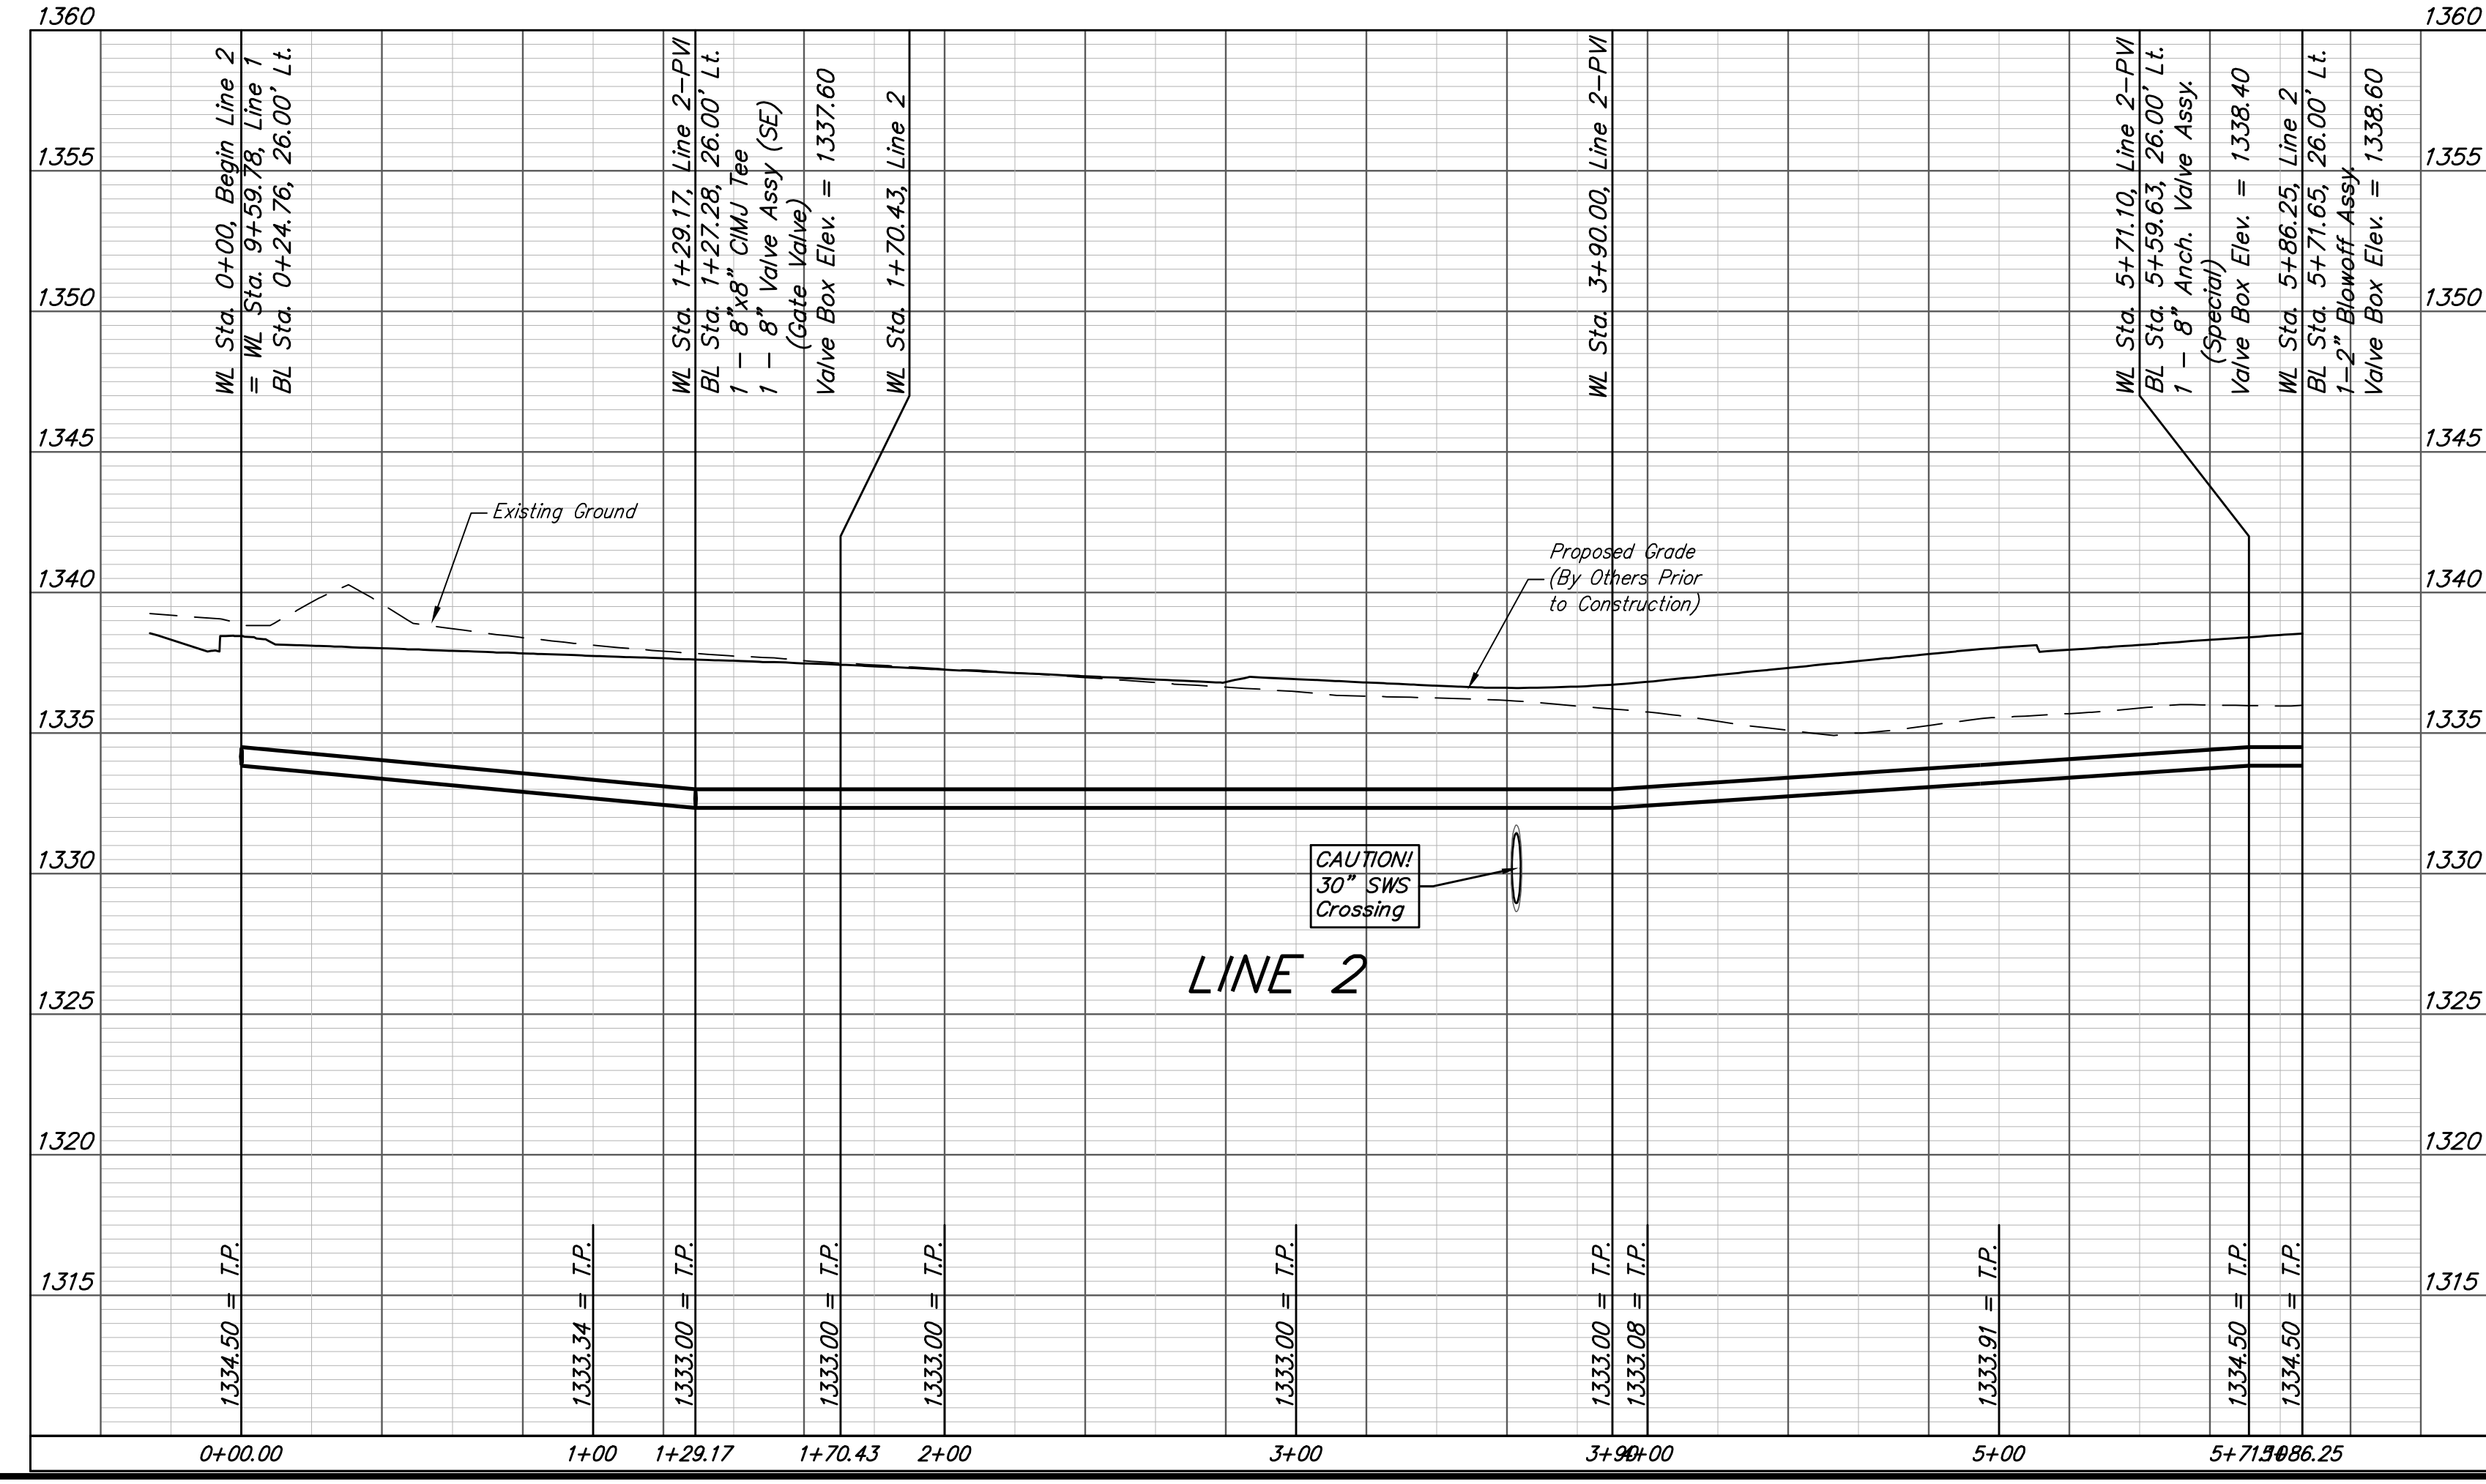 1360
1360
1355
1355
1350
1350
1345
1345
1340
1340
1335
1335
1330
1330
1325
1325
1320
1320
1315
1315
WL Sta. 0+00, Begin Line 2
= WL Sta. 9+59.78, Line 1
BL Sta. 0+24.76, 26.00' Lt.
WL Sta. 1+29.17, Line 2-PVI
BL Sta. 1+27.28, 26.00' Lt.
1 - 8"x8" CIMJ Tee
1 - 8" Valve Assy (SE)
(Gate Valve)
Valve Box Elev. = 1337.60
WL Sta. 1+70.43, Line 2
WL Sta. 3+90.00, Line 2-PVI
WL Sta. 5+71.10, Line 2-PVI
BL Sta. 5+59.63, 26.00' Lt.
1 - 8" Anch. Valve Assy.
(Special)
Valve Box Elev. = 1338.40
WL Sta. 5+86.25, Line 2
BL Sta. 5+71.65, 26.00' Lt.
1-2" Blowoff Assy.
Valve Box Elev. = 1338.60
Existing Ground
Proposed Grade
(By Others Prior
to Construction)
CAUTION!
30" SWS
Crossing
LINE 2
1334.50 = T.P.
1333.34 = T.P.
1333.00 = T.P.
1333.00 = T.P.
1333.00 = T.P.
1333.00 = T.P.
1333.00 = T.P.
1333.08 = T.P.
1333.91 = T.P.
1334.50 = T.P.
1334.50 = T.P.
0+00.00
1+00
1+29.17
1+70.43
2+00
3+00
3+90
4+00
5+00
5+71.10
5+86.25